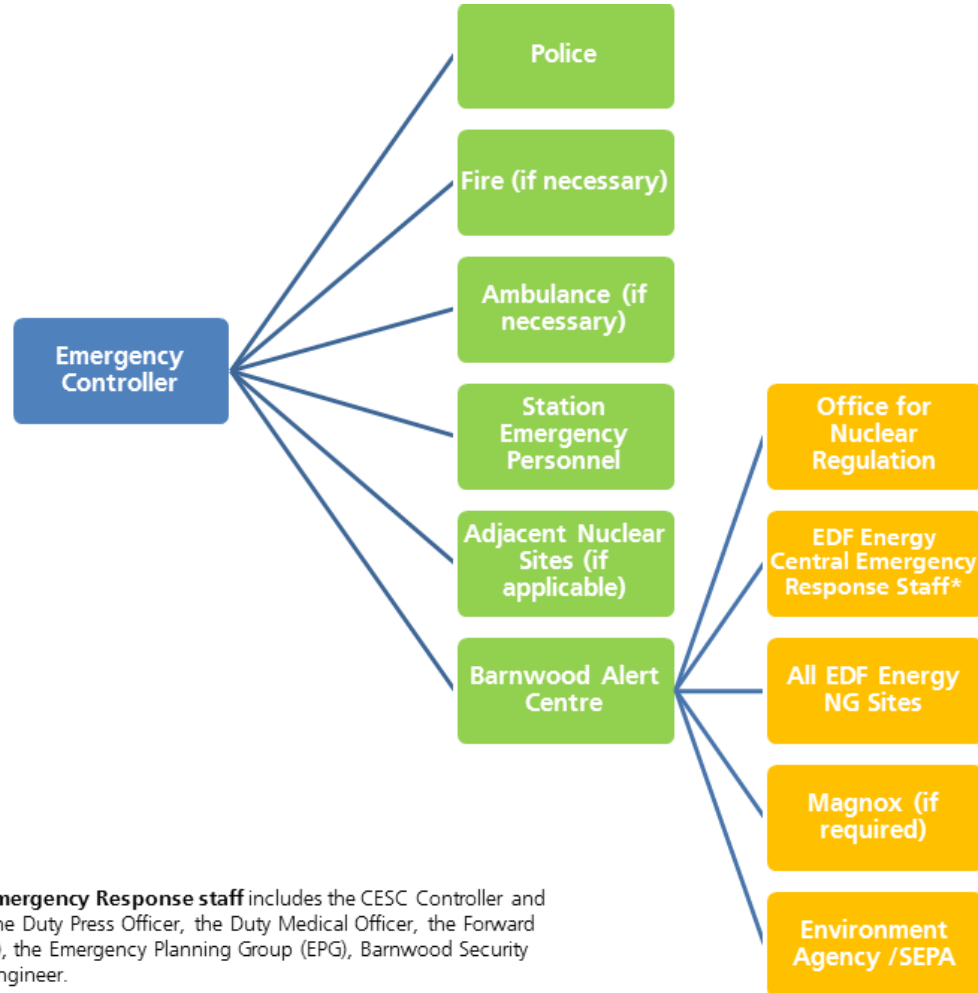 Police
Fire (if necessary)
Ambulance (if
necessary)
Emergency
Controller
Station
Emergency
Personnel
Adjacent Nuclear
Sites (if
applicable)
Barnwood Alert
Centre
Office for
Nuclear
Regulation
EDF Energy
Central Emergency
Response Staff*
All EDF Energy
NG Sites
Magnox (if
required)
Environment
Agency /SEPA
mergency Response staff includes the CESC Controller and
he Duty Press Officer, the Duty Medical Officer, the Forward
), the Emergency Planning Group (EPG), Barnwood Security
ngineer.